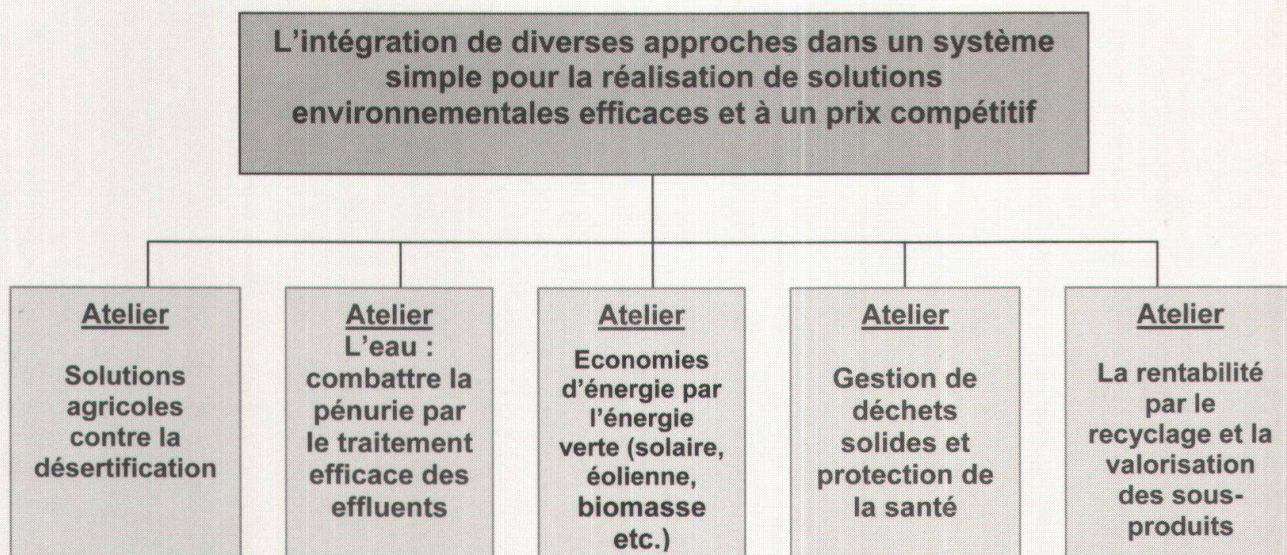 L'intégration de diverses approches dans un système
simple pour la réalisation de solutions
environnementales efficaces et à un prix compétitif
Atelier
Solutions
agricoles
contre la
désertification
Atelier
L'eau :
combattre la
pénurie par
le traitement
efficace des
effluents
Atelier
Economies
d'énergie par
l'énergie
verte (solaire,
éolienne,
biomasse
etc.)
Atelier
Gestion de
déchets
solides et
protection de
la santé
Atelier
La rentabilité
par le
recyclage et la
valorisation
des sous-
produits